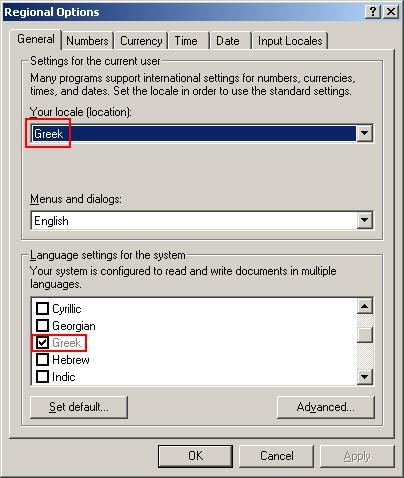 Regional Options
General Numbers Currency Time Date Input Locales
Settings for the current user
Many programs support international settings for numbers, currencies,
times, and dates. Set the locale in order to use the standard settings.
Your locale (location):
Greek
Menus and dialogs:
English
Language settings for the system
Your system is configured to read and write documents in multiple
languages.
Cyrillic
Georgian
Greek
Hebrew
Indic
Set default... Advanced...
OK Cancel Apply